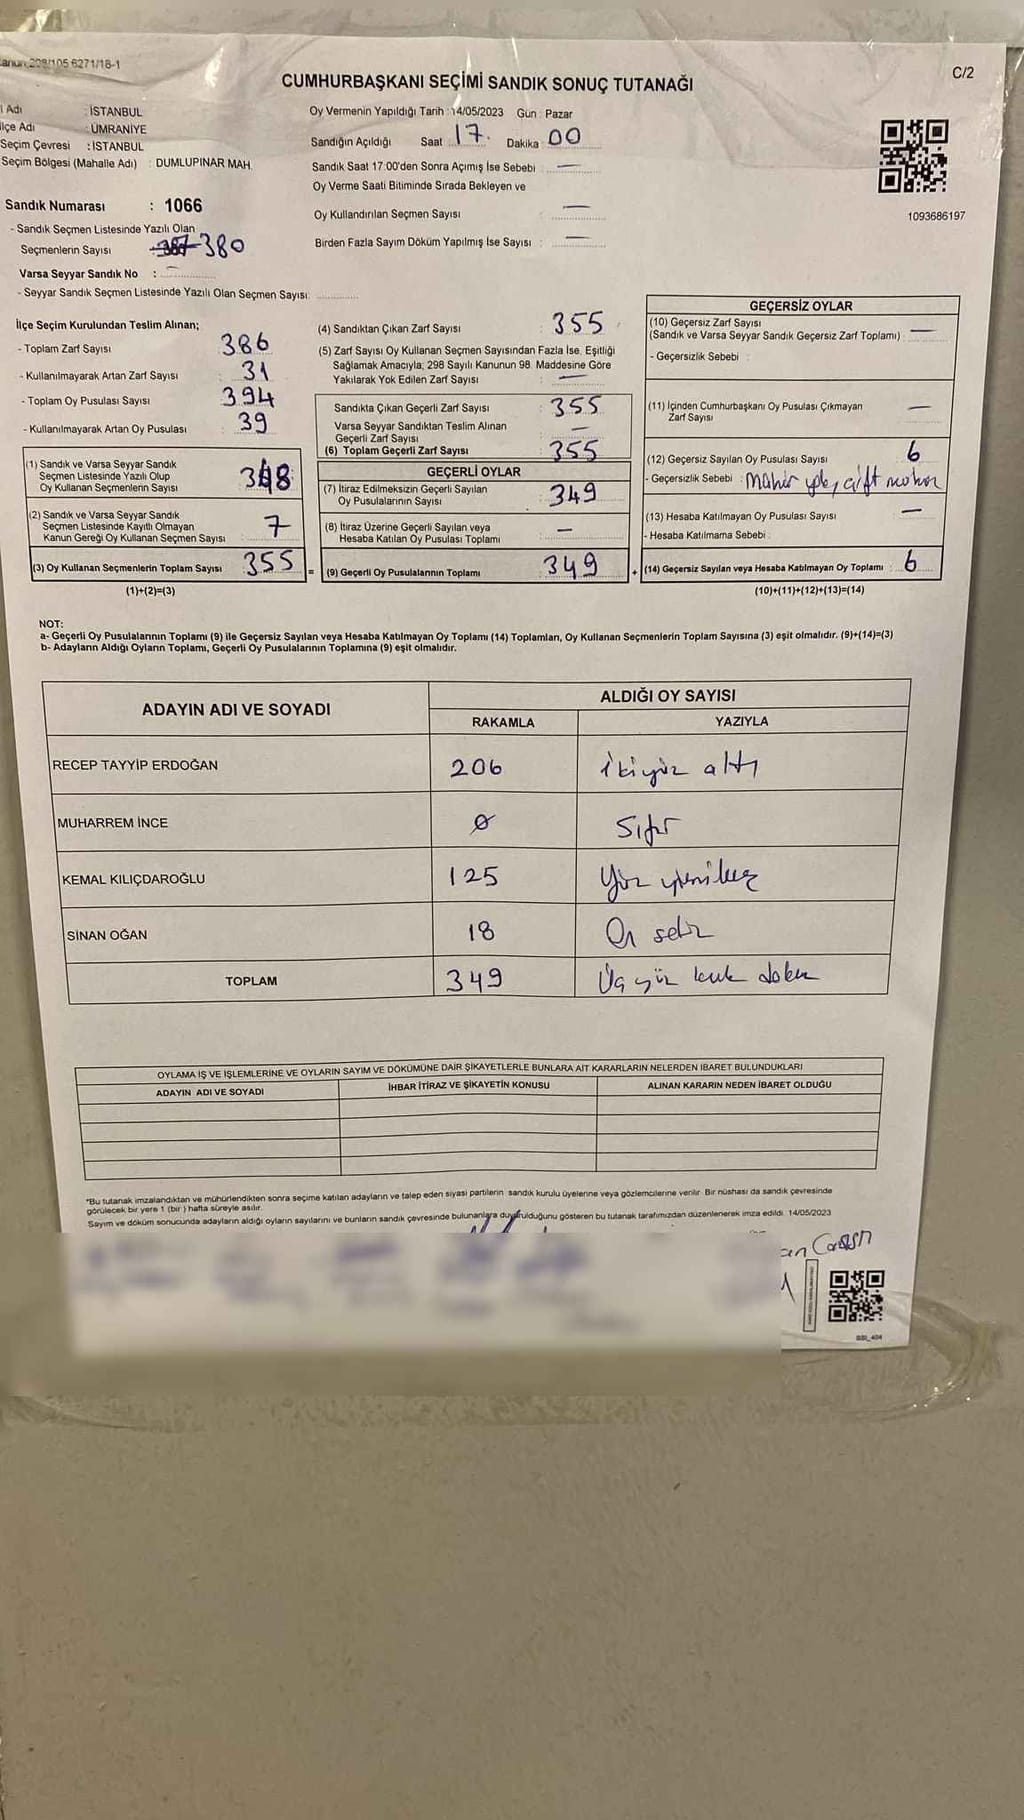 C/2
CUMHURBAŞKANI SEÇİMİ SANDIK SONUÇ TUTANAĞI
Adı : İSTANBUL
lçe Adı : ÜMRANİYE
Seçim Çevresi : İSTANBUL
Seçim Bölgesi (Mahalle Adı) : DUMLUPINAR MAH.
Oy Vermenin Yapıldığı Tarih : 14/05/2023 Gün : Pazar
Sandığın Açıldığı Saat 17. Dakika : 00
Sandık Saat 17:00'den Sonra Açımış İse Sebebi : —
Oy Verme Saati Bitiminde Sırada Bekleyen ve
Oy Kullandırılan Seçmen Sayısı : —
Birden Fazla Sayım Döküm Yapılmış İse Sayısı : —
1093686197
Sandık Numarası : 1066
- Sandık Seçmen Listesinde Yazılı Olan
Seçmenlerin Sayısı 380
Varsa Seyyar Sandık No : —
- Seyyar Sandık Seçmen Listesinde Yazılı Olan Seçmen Sayısı:
İlçe Seçim Kurulundan Teslim Alınan;
- Toplam Zarf Sayısı : 386
- Kullanılmayarak Artan Zarf Sayısı : 31
- Toplam Oy Pusulası Sayısı : 394
- Kullanılmayarak Artan Oy Pusulası : 39
(1) Sandık ve Varsa Seyyar Sandık
Seçmen Listesinde Yazılı Olup
Oy Kullanan Seçmenlerin Sayısı : 348
(2) Sandık ve Varsa Seyyar Sandık
Seçmen Listesinde Kayıtlı Olmayan
Kanun Gereği Oy Kullanan Seçmen Sayısı : 7
(3) Oy Kullanan Seçmenlerin Toplam Sayısı : 355
(1)+(2)=(3)
(4) Sandıktan Çıkan Zarf Sayısı : 355
(5) Zarf Sayısı Oy Kullanan Seçmen Sayısından Fazla İse, Eşitliği
Sağlamak Amacıyla; 298 Sayılı Kanunun 98. Maddesine Göre
Yakılarak Yok Edilen Zarf Sayısı : —
Sandıkta Çıkan Geçerli Zarf Sayısı : 355
Varsa Seyyar Sandıktan Teslim Alınan
Geçerli Zarf Sayısı : —
(6) Toplam Geçerli Zarf Sayısı : 355
GEÇERLİ OYLAR
(7) İtiraz Edilmeksizin Geçerli Sayılan
Oy Pusulalarının Sayısı : 349
(8) İtiraz Üzerine Geçerli Sayılan veya
Hesaba Katılan Oy Pusulası Toplamı : —
= (9) Geçerli Oy Pusulalarının Toplamı : 349
GEÇERSİZ OYLAR
(10) Geçersiz Zarf Sayısı
(Sandık ve Varsa Seyyar Sandık Geçersiz Zarf Toplamı) : —
- Geçersizlik Sebebi :
(11) İçinden Cumhurbaşkanı Oy Pusulası Çıkmayan
Zarf Sayısı : —
(12) Geçersiz Sayılan Oy Pusulası Sayısı : 6
- Geçersizlik Sebebi : çift
(13) Hesaba Katılmayan Oy Pusulası Sayısı : —
- Hesaba Katılmama Sebebi :
+ (14) Geçersiz Sayılan veya Hesaba Katılmayan Oy Toplamı : 6
(10)+(11)+(12)+(13)=(14)
NOT:
a- Geçerli Oy Pusulalarının Toplamı (9) ile Geçersiz Sayılan veya Hesaba Katılmayan Oy Toplamı (14) Toplamları, Oy Kullanan Seçmenlerin Toplam Sayısına (3) eşit olmalıdır. (9)+(14)=(3)
b- Adayların Aldığı Oyların Toplamı, Geçerli Oy Pusulalarının Toplamına (9) eşit olmalıdır.
ADAYIN ADI VE SOYADI
ALDIĞI OY SAYISI
RAKAMLA YAZIYLA
RECEP TAYYİP ERDOĞAN 206 ikiyüz altı
MUHARREM İNCE 0 Sıfır
KEMAL KILIÇDAROĞLU 125 Yüz yirmibeş
SİNAN OĞAN 18 On sekiz
TOPLAM 349 Üç yüz kırk dokuz
OYLAMA İŞ VE İŞLEMLERİNE VE OYLARIN SAYIM VE DÖKÜMÜNE DAİR ŞİKAYETLERLE BUNLARA AİT KARARLARIN NELERDEN İBARET BULUNDUKLARI
ADAYIN ADI VE SOYADI İHBAR İTİRAZ VE ŞİKAYETİN KONUSU ALINAN KARARIN NEDEN İBARET OLDUĞU
*Bu tutanak imzalandıktan ve mühürlendikten sonra seçime katılan adayların ve talep eden siyasi partilerin sandık kurulu üyelerine veya gözlemcilerine verilir. Bir nüshası da sandık çevresinde
görülecek bir yere 1 (bir ) hafta süreyle asılır.
Sayım ve döküm sonucunda adayların aldığı oyların sayılarını ve bunların sandık çevresinde bulunanlara duyurulduğunu gösteren bu tutanak tarafımızdan düzenlenerek imza edildi. 14/05/2023